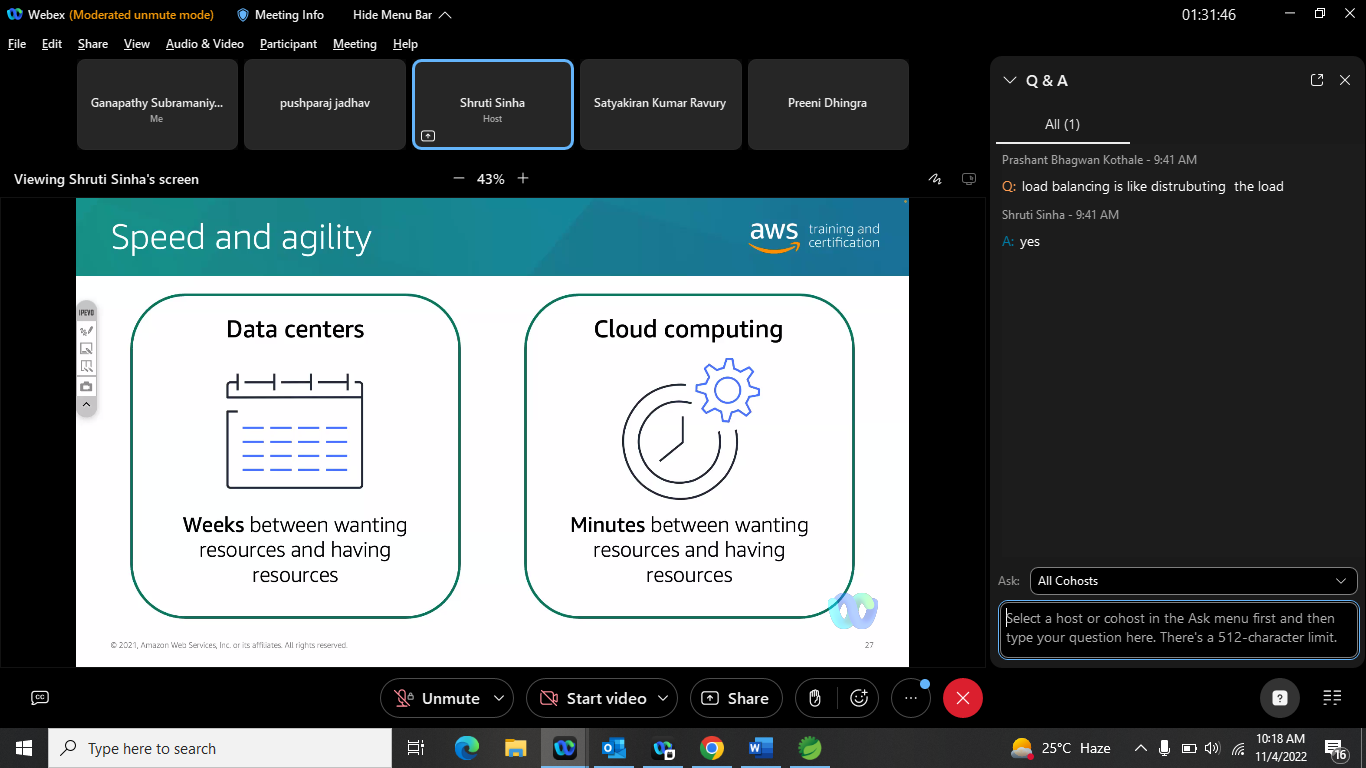 Webex (Moderated unmute mode) Meeting Info Hide Menu Bar 01:31:46
File Edit Share View Audio & Video Participant Meeting Help
Ganapathy Subramaniy...
Me
pushparaj jadhav
Shruti Sinha
Host
Satyakiran Kumar Ravury
Preeni Dhingra
Viewing Shruti Sinha's screen
43%
Speed and agility
aws training and
certification
IPEVO
Data centers
Weeks between wanting
resources and having
resources
Cloud computing
Minutes between wanting
resources and having
resources
© 2021, Amazon Web Services, Inc. or its affiliates. All rights reserved.
27
Q & A
All (1)
Prashant Bhagwan Kothale - 9:41 AM
Q: load balancing is like distrubuting the load
Shruti Sinha - 9:41 AM
A: yes
Ask: All Cohosts
Select a host or cohost in the Ask menu first and then
type your question here. There's a 512-character limit.
CC
Unmute
Start video
Share
?
Type here to search
25°C Haze
10:18 AM
11/4/2022
16